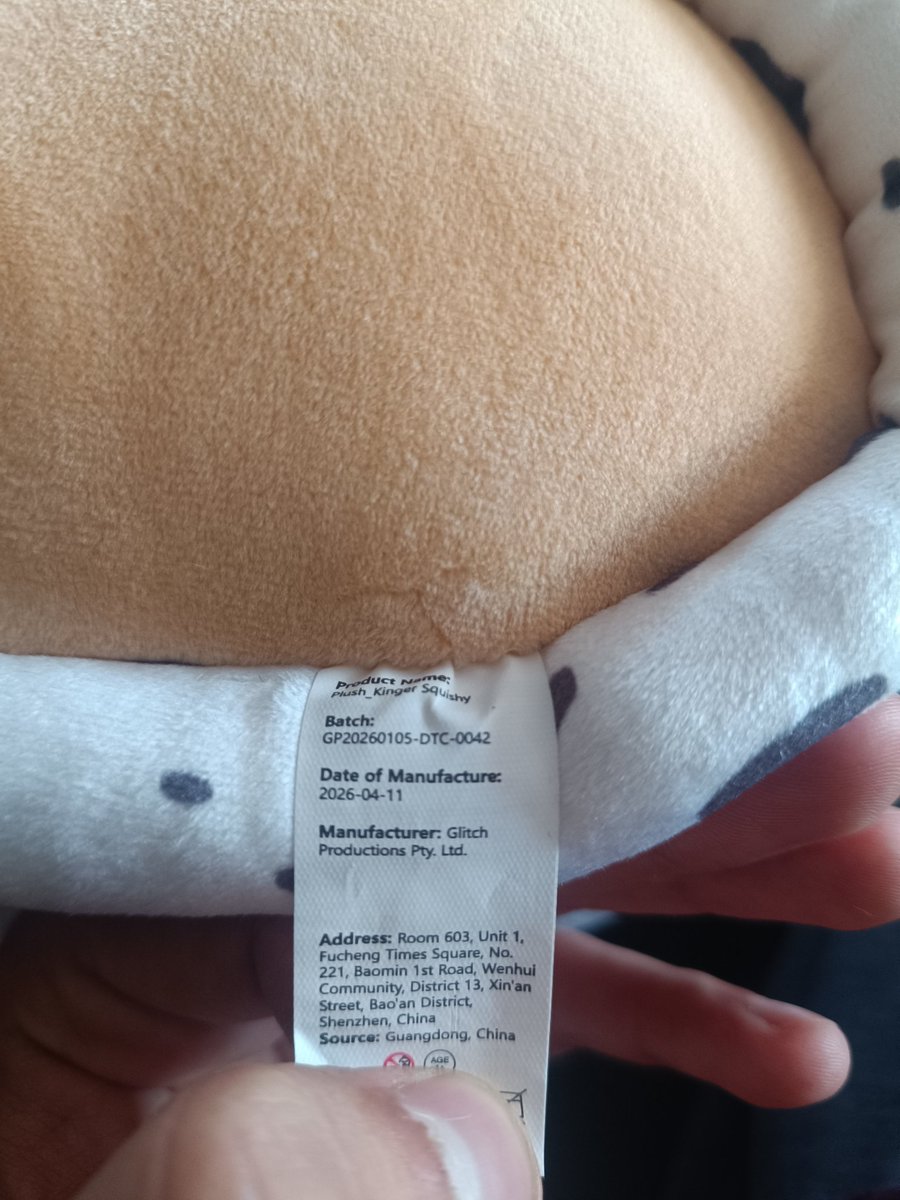 Product Name:
Plush_Kinger Squishy
Batch:
GP20260105-DTC-0042
Date of Manufacture:
2026-04-11
Manufacturer: Glitch
Productions Pty. Ltd.
Address: Room 603, Unit 1,
Fucheng Times Square, No.
221, Baomin 1st Road, Wenhui
Community, District 13, Xin'an
Street, Bao'an District,
Shenzhen, China
Source: Guangdong, China
AGE